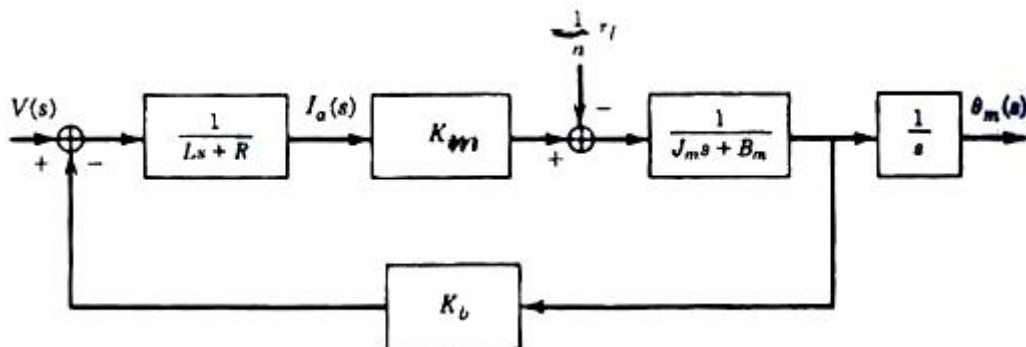 1/n τ_l
−
V(s)
+
−
1/(Ls + R)
I_a(s)
K_m
+
1/(J_m s + B_m)
1/s
θ_m(s)
K_b